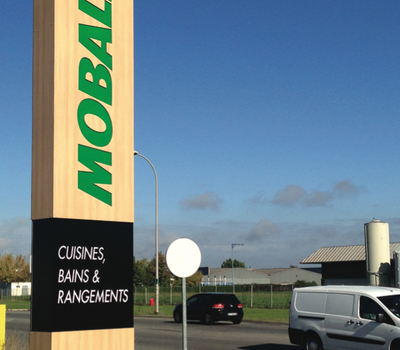 MOBAL
CUISINES,
BAINS &
RANGEMENTS